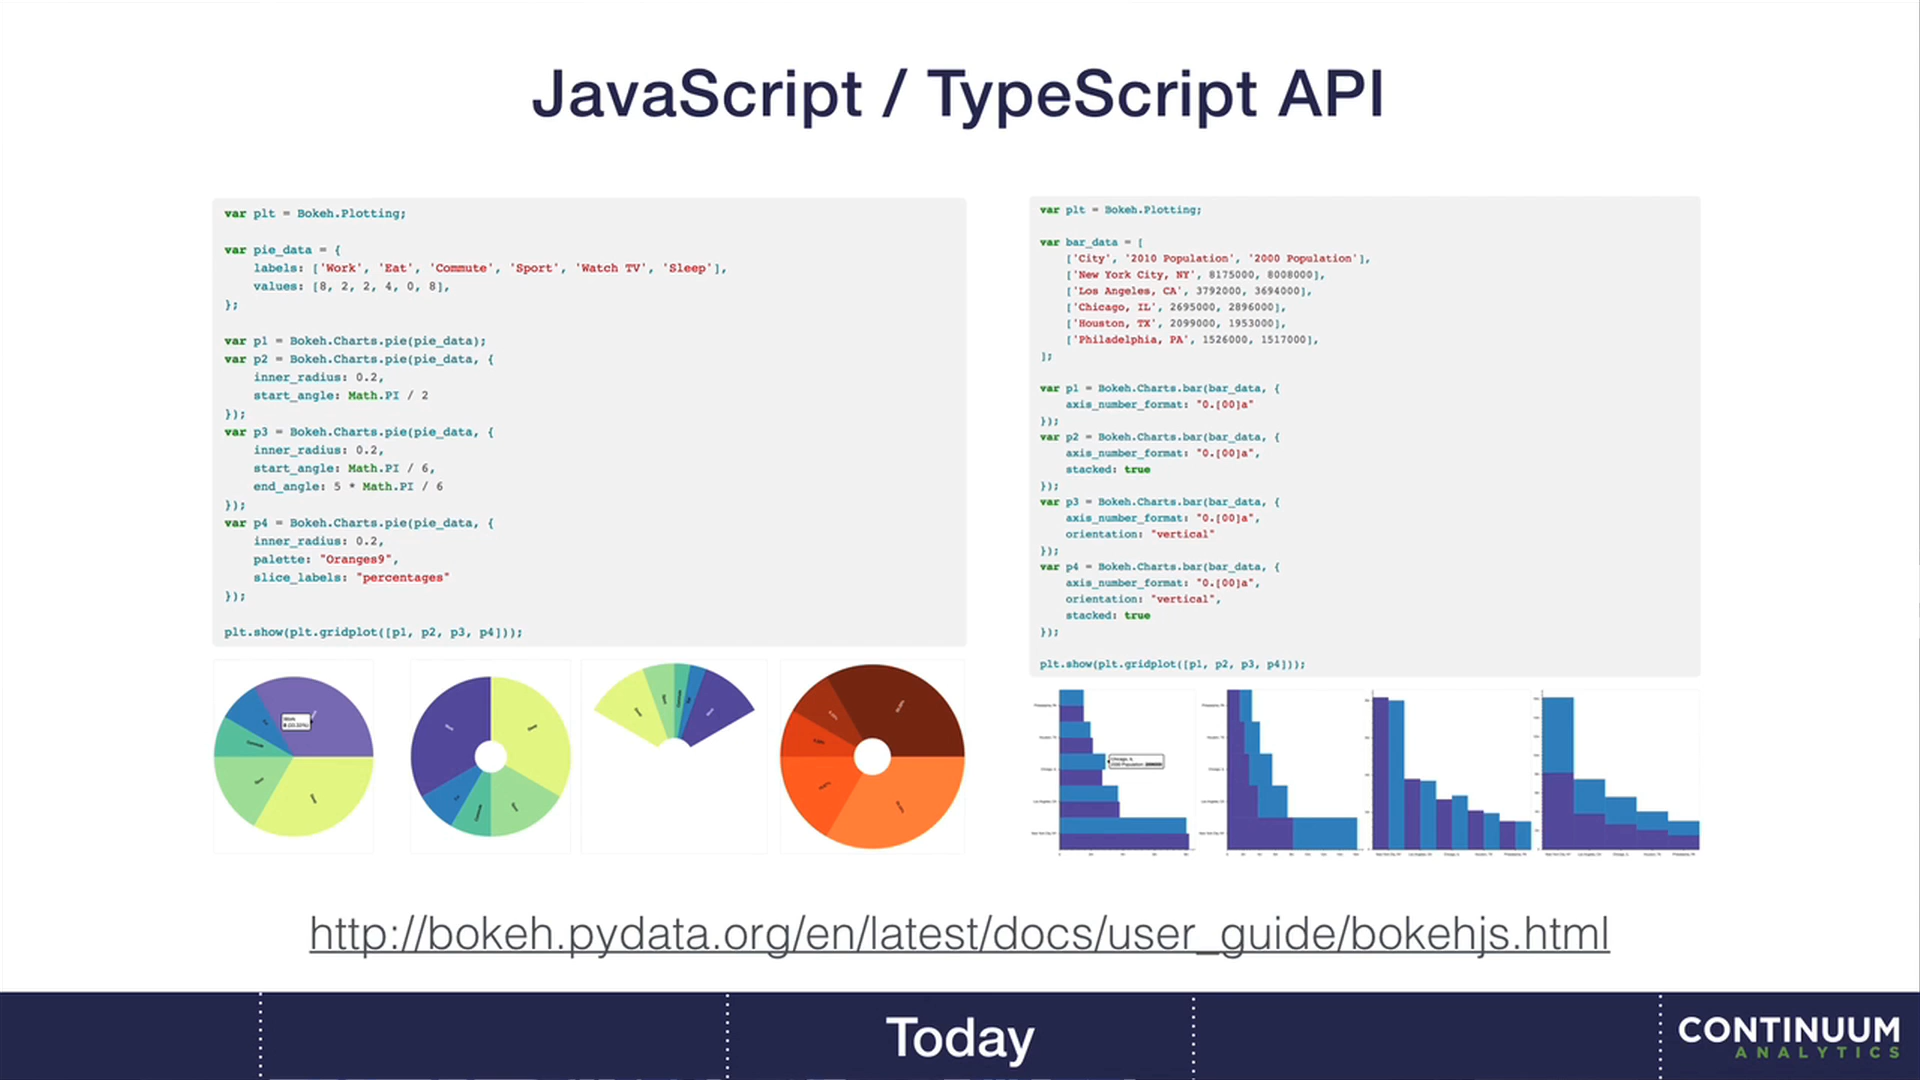 JavaScript / TypeScript API
var plt = Bokeh.Plotting;
var pie_data = {
labels: ['Work', 'Eat', 'Commute', 'Sport', 'Watch TV', 'Sleep'],
values: [8, 2, 2, 4, 0, 8],
};
var p1 = Bokeh.Charts.pie(pie_data);
var p2 = Bokeh.Charts.pie(pie_data, {
inner_radius: 0.2,
start_angle: Math.PI / 2
});
var p3 = Bokeh.Charts.pie(pie_data, {
inner_radius: 0.2,
start_angle: Math.PI / 6,
end_angle: 5 * Math.PI / 6
});
var p4 = Bokeh.Charts.pie(pie_data, {
inner_radius: 0.2,
palette: "Oranges9",
slice_labels: "percentages"
});
plt.show(plt.gridplot([p1, p2, p3, p4]));
var plt = Bokeh.Plotting;
var bar_data = [
['City', '2010 Population', '2000 Population'],
['New York City, NY', 8175000, 8008000],
['Los Angeles, CA', 3792000, 3694000],
['Chicago, IL', 2695000, 2896000],
['Houston, TX', 2099000, 1953000],
['Philadelphia, PA', 1526000, 1517000],
];
var p1 = Bokeh.Charts.bar(bar_data, {
axis_number_format: "0.[00]a"
});
var p2 = Bokeh.Charts.bar(bar_data, {
axis_number_format: "0.[00]a",
stacked: true
});
var p3 = Bokeh.Charts.bar(bar_data, {
axis_number_format: "0.[00]a",
orientation: "vertical"
});
var p4 = Bokeh.Charts.bar(bar_data, {
axis_number_format: "0.[00]a",
orientation: "vertical",
stacked: true
});
plt.show(plt.gridplot([p1, p2, p3, p4]));
http://bokeh.pydata.org/en/latest/docs/user_guide/bokehjs.html
Today
CONTINUUM
ANALYTICS